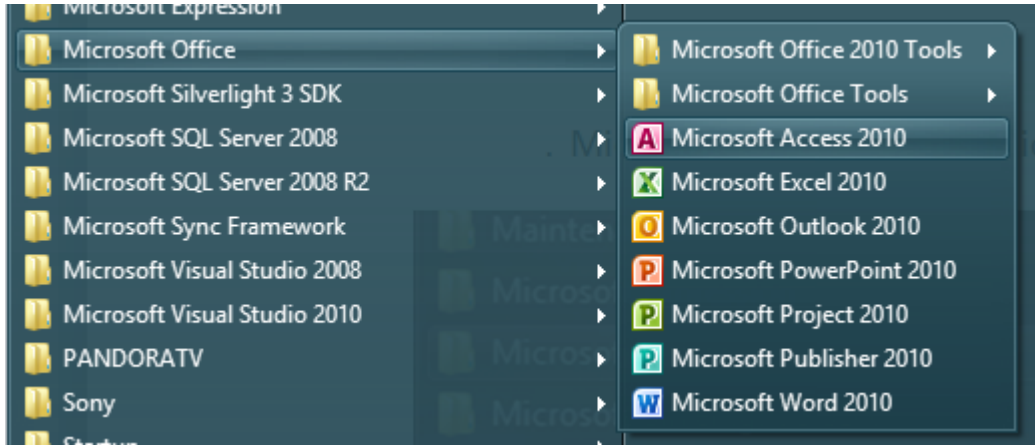 Microsoft Expression
Microsoft Office
Microsoft Silverlight 3 SDK
Microsoft SQL Server 2008
Microsoft SQL Server 2008 R2
Microsoft Sync Framework
Microsoft Visual Studio 2008
Microsoft Visual Studio 2010
PANDORATV
Sony
Startup
Microsoft Office 2010 Tools
Microsoft Office Tools
Microsoft Access 2010
Microsoft Excel 2010
Microsoft Outlook 2010
Microsoft PowerPoint 2010
Microsoft Project 2010
Microsoft Publisher 2010
Microsoft Word 2010